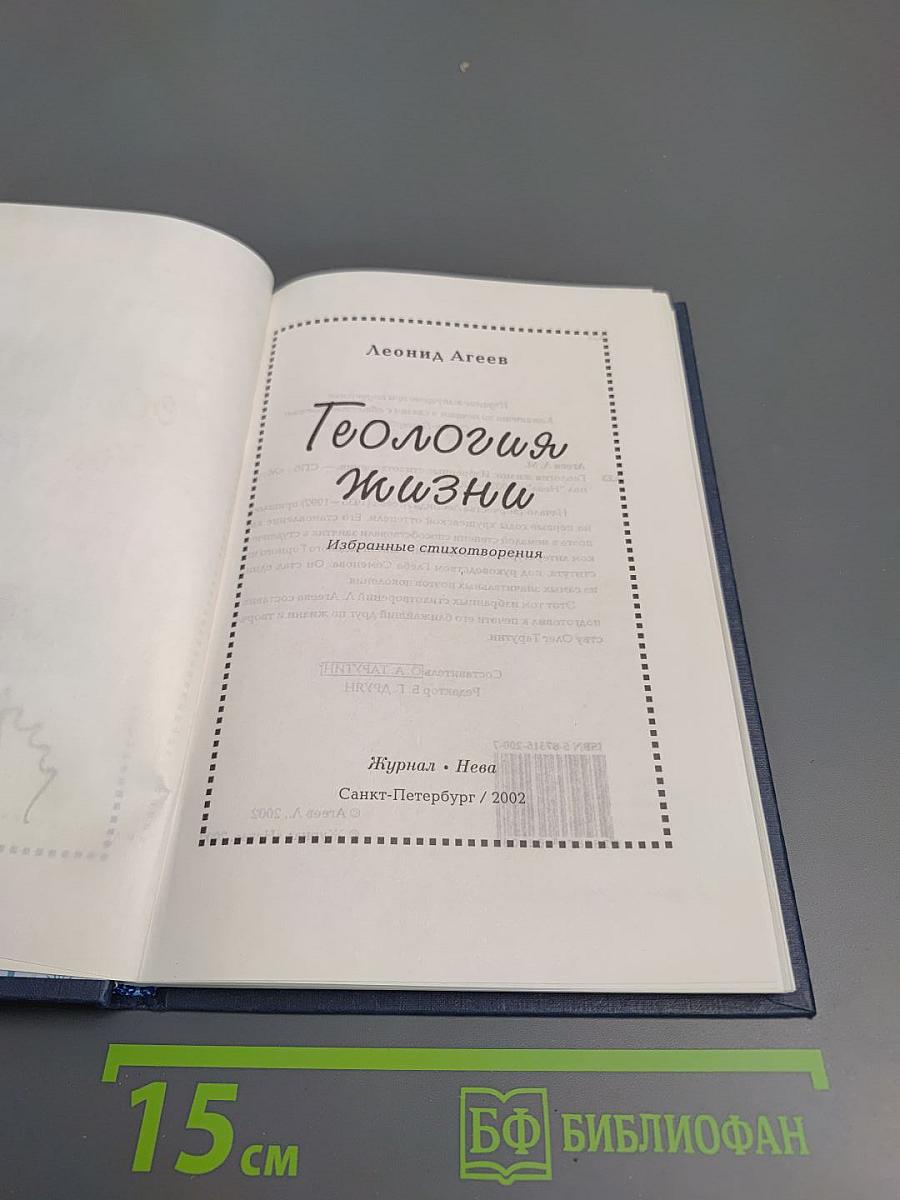 Леонид Агеев
Геология
жизни
Избранные стихотворения
Журнал • Нева
Санкт-Петербург / 2002
15 см
БФ БИБЛИОФАН